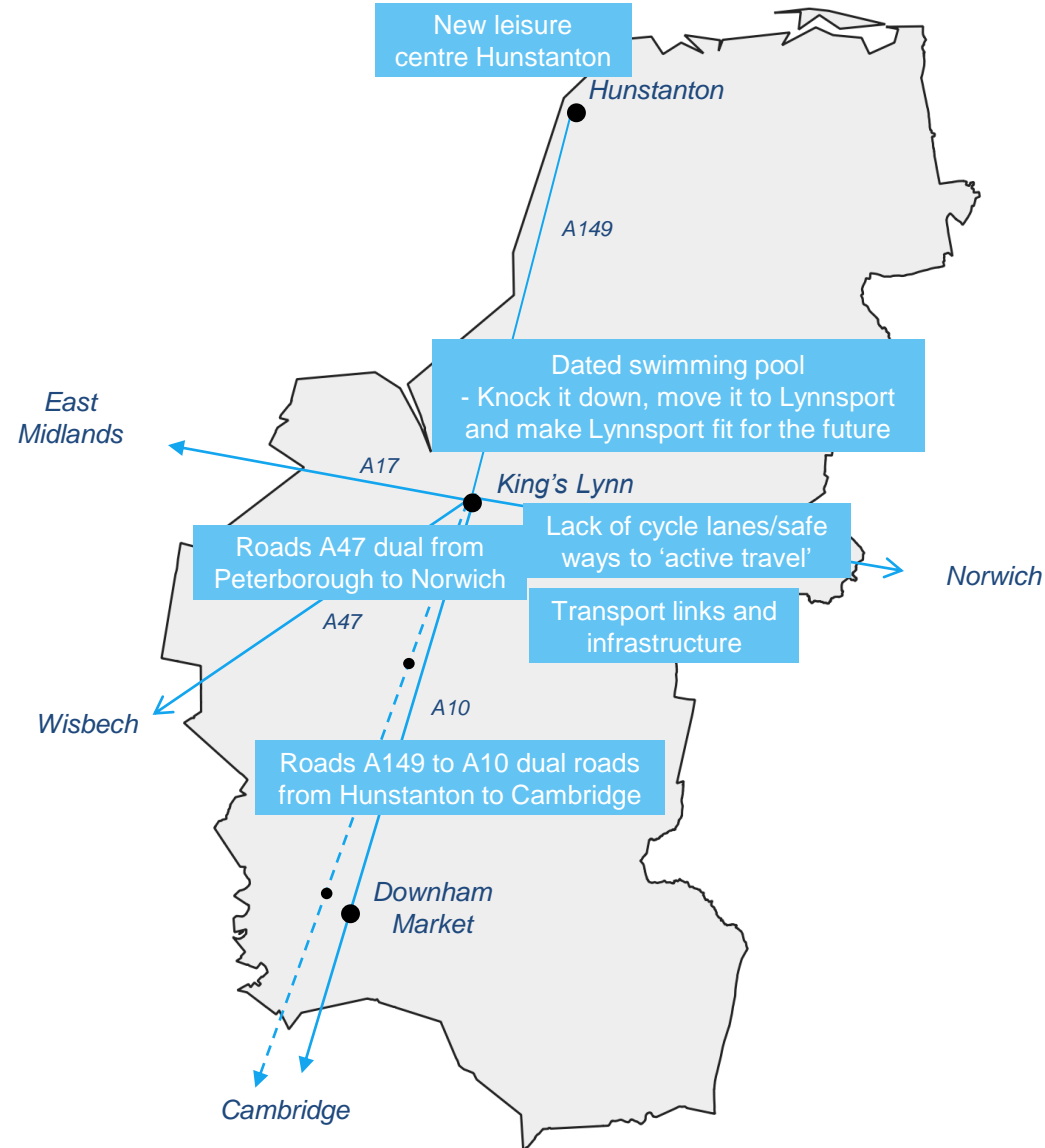 New leisure
centre Hunstanton
Hunstanton
A149
Dated swimming pool
- Knock it down, move it to Lynnsport
and make Lynnsport fit for the future
East
Midlands
A17
King’s Lynn
Lack of cycle lanes/safe
ways to ‘active travel’
Roads A47 dual from
Peterborough to Norwich
Norwich
Transport links and
infrastructure
A47
A10
Wisbech
Roads A149 to A10 dual roads
from Hunstanton to Cambridge
Downham
Market
Cambridge